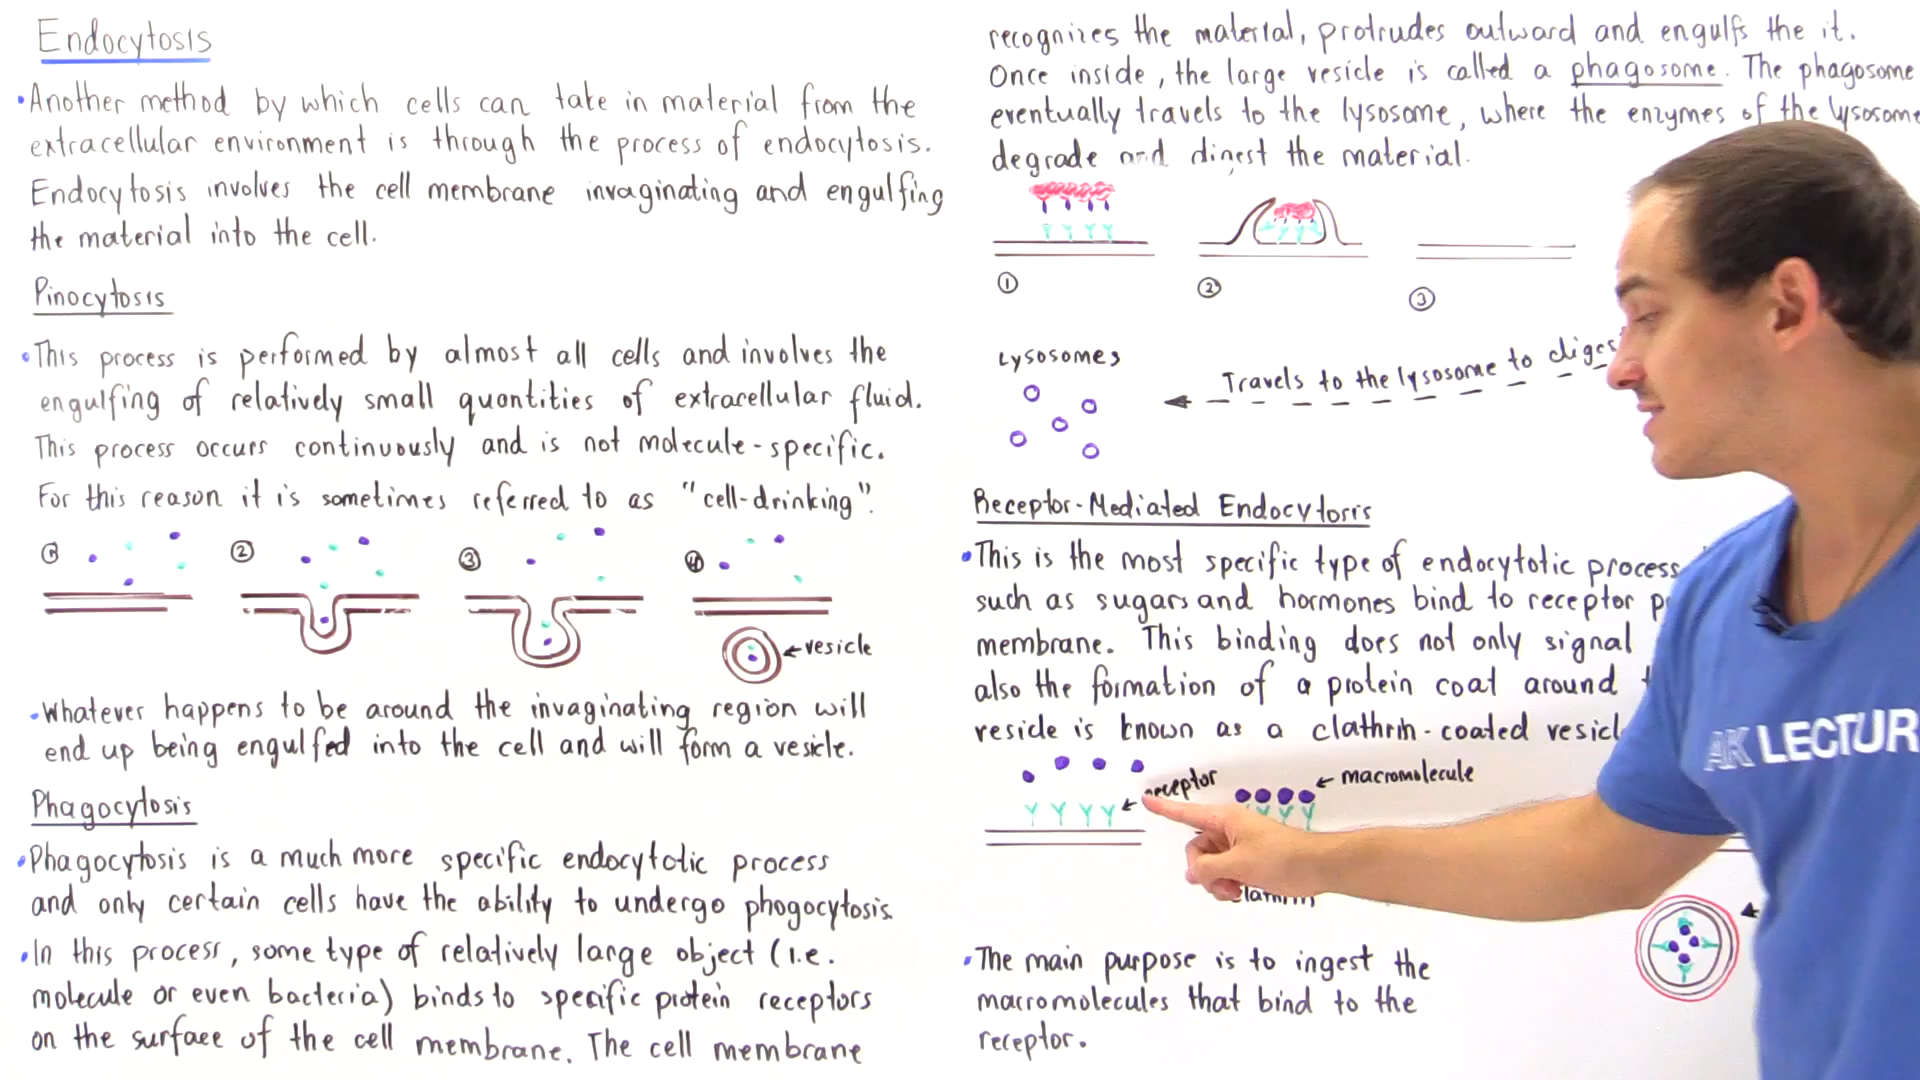 Endocytosis
•Another method by which cells can take in material from the
extracellular environment is through the process of endocytosis.
Endocytosis involves the cell membrane invaginating and engulfing
the material into the cell.
Pinocytosis
•This process is performed by almost all cells and involves the
engulfing of relatively small quantities of extracellular fluid.
This process occurs continuously and is not molecule-specific.
For this reason it is sometimes referred to as "cell-drinking".
① ② ③ ④
←vesicle
•Whatever happens to be around the invaginating region will
end up being engulfed into the cell and will form a vesicle.
Phagocytosis
•Phagocytosis is a much more specific endocytotic process
and only certain cells have the ability to undergo phogocytosis.
•In this process, some type of relatively large object (i.e.
molecule or even bacteria) binds to specific protein receptors
on the surface of the cell membrane. The cell membrane
recognizes the material, protrudes outward and engulfs the it.
Once inside, the large vesicle is called a phagosome. The phagosome
eventually travels to the lysosome, where the enzymes of the lysosome
degrade and digest the material.
① ② ③
Lysosomes
Travels to the lysosome to
Receptor-Mediated Endocytosis
•This is the most specific type of endocytotic process
such as sugars and hormones bind to receptor
membrane. This binding does not only signal
also the formation of a protein coat around
vesicle is known as a clathrin-coated
receptor
← macromolecule
•The main purpose is to ingest the
macromolecules that bind to the
receptor.
AK LECTUR